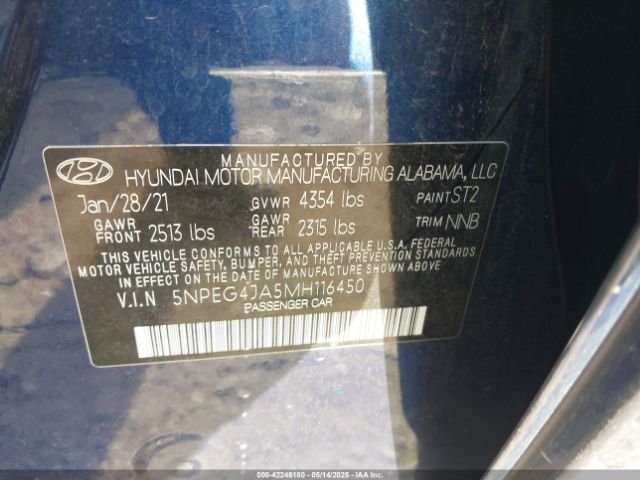 MANUFACTURED BY
HYUNDAI MOTOR MANUFACTURING ALABAMA, LLC
Jan/28/21 GVWR 4354 lbs PAINT ST2
GAWR FRONT 2513 lbs GAWR REAR 2315 lbs TRIM NNB
THIS VEHICLE CONFORMS TO ALL APPLICABLE U.S.A. FEDERAL
MOTOR VEHICLE SAFETY, BUMPER, AND THEFT PREVENTION STANDARDS
IN EFFECT ON THE DATE OF MANUFACTURE SHOWN ABOVE.
V.I.N 5NPEG4JA5MH116450
PASSENGER CAR
000-42246180 - 05/14/2025 - IAAI.COM